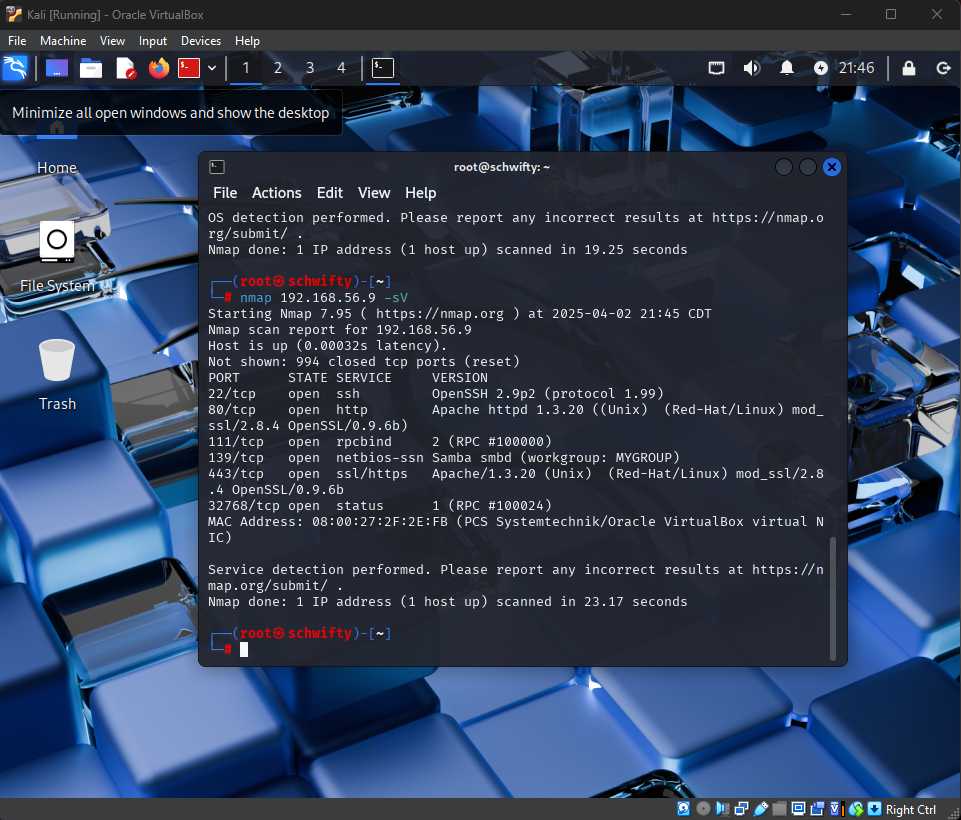 Kali [Running] - Oracle VirtualBox
File Machine View Input Devices Help
1 2 3 4
21:46
Minimize all open windows and show the desktop
Home
File System
Trash
root@schwifty: ~
File Actions Edit View Help
OS detection performed. Please report any incorrect results at https://nmap.o
rg/submit/ .
Nmap done: 1 IP address (1 host up) scanned in 19.25 seconds
┌──(root㉿schwifty)-[~]
└─# nmap 192.168.56.9 -sV
Starting Nmap 7.95 ( https://nmap.org ) at 2025-04-02 21:45 CDT
Nmap scan report for 192.168.56.9
Host is up (0.00032s latency).
Not shown: 994 closed tcp ports (reset)
PORT      STATE SERVICE     VERSION
22/tcp    open  ssh         OpenSSH 2.9p2 (protocol 1.99)
80/tcp    open  http        Apache httpd 1.3.20 ((Unix)  (Red-Hat/Linux) mod_
ssl/2.8.4 OpenSSL/0.9.6b)
111/tcp   open  rpcbind     2 (RPC #100000)
139/tcp   open  netbios-ssn Samba smbd (workgroup: MYGROUP)
443/tcp   open  ssl/https   Apache/1.3.20 (Unix)  (Red-Hat/Linux) mod_ssl/2.8
.4 OpenSSL/0.9.6b
32768/tcp open  status      1 (RPC #100024)
MAC Address: 08:00:27:2F:2E:FB (PCS Systemtechnik/Oracle VirtualBox virtual N
IC)
Service detection performed. Please report any incorrect results at https://n
map.org/submit/ .
Nmap done: 1 IP address (1 host up) scanned in 23.17 seconds
┌──(root㉿schwifty)-[~]
└─#
Right Ctrl